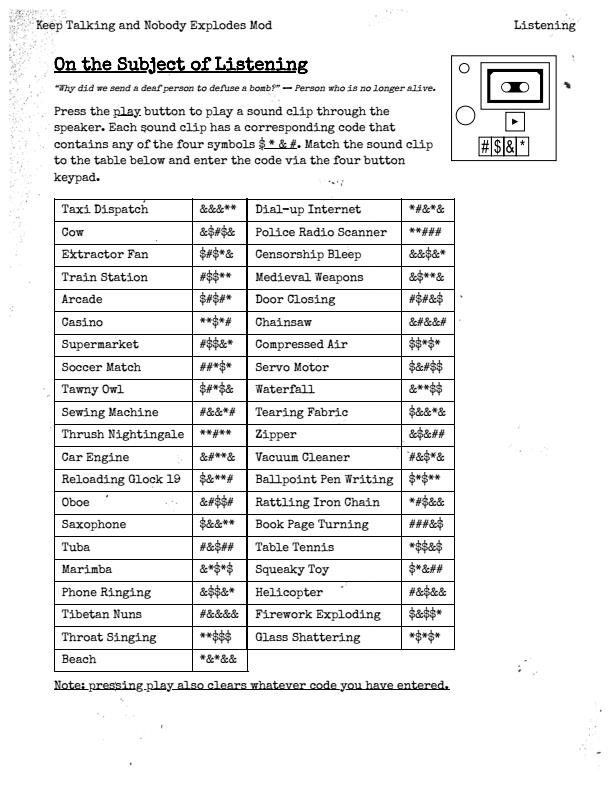 Keep Talking and Nobody Explodes Mod Listening
On the Subject of Listening
"Why did we send a deaf person to defuse a bomb?" — Person who is no longer alive.
Press the play button to play a sound clip through the
speaker. Each sound clip has a corresponding code that
contains any of the four symbols $ * & #. Match the sound clip
to the table below and enter the code via the four button
keypad.
# $ & *
Taxi Dispatch &&&** Dial-up Internet *#&*&
Cow &$#$& Police Radio Scanner **###
Extractor Fan $#$*& Censorship Bleep &&$&*
Train Station #$$** Medieval Weapons &$**&
Arcade $#$#* Door Closing #$#&$
Casino **$*# Chainsaw &#&&#
Supermarket #$$&* Compressed Air $$*$*
Soccer Match ##*$* Servo Motor $&#$$
Tawny Owl $#*$& Waterfall &**$$
Sewing Machine #&&*# Tearing Fabric $&&*&
Thrush Nightingale **#** Zipper &$&##
Car Engine &#**& Vacuum Cleaner #&$*&
Reloading Glock 19 $&**# Ballpoint Pen Writing $*$**
Oboe &#$$# Rattling Iron Chain *#$&&
Saxophone $&&** Book Page Turning ###&$
Tuba #&$## Table Tennis *$$&$
Marimba &*$*$ Squeaky Toy $*&##
Phone Ringing &$$&* Helicopter #&$&&
Tibetan Nuns #&&&& Firework Exploding $&$$*
Throat Singing **$$$ Glass Shattering *$*$*
Beach *&*&&
Note: pressing play also clears whatever code you have entered.